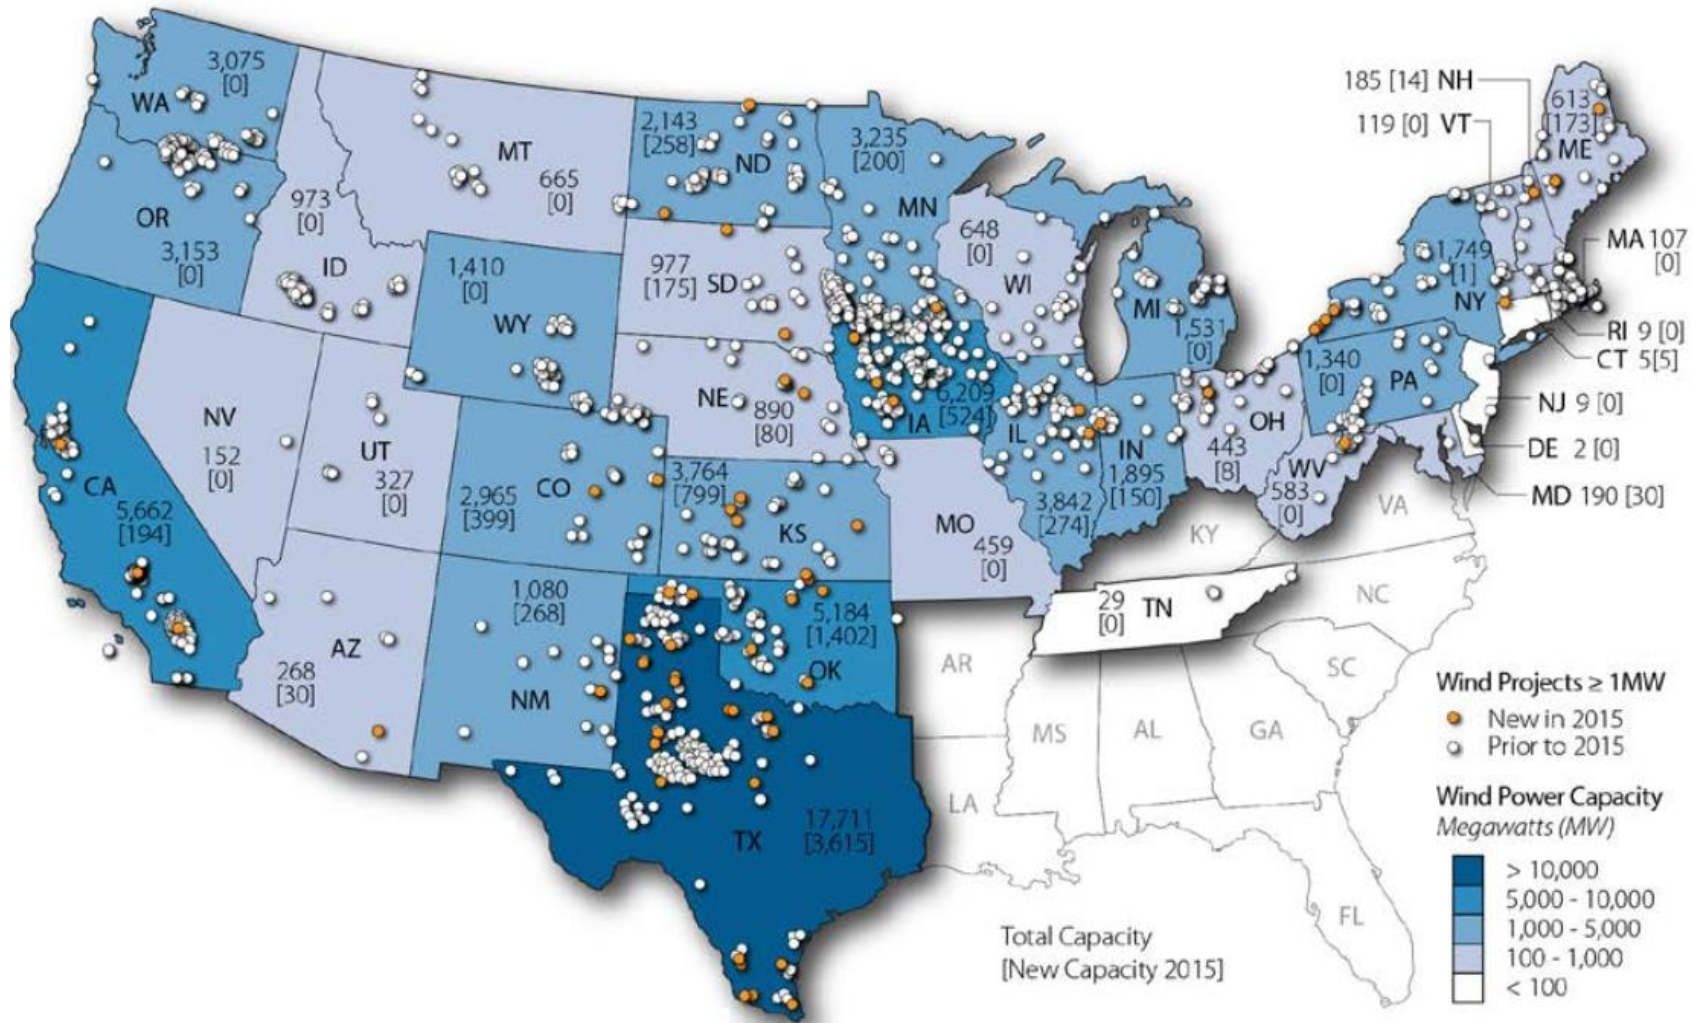 3,075
[0]
WA
OR
3,153
[0]
CA
5,662
[194]
NV
152
[0]
973
[0]
ID
MT
665
[0]
1,410
[0]
WY
UT
327
[0]
2,965
[399]
CO
268
[30]
AZ
1,080
[268]
NM
2,143
[258]
ND
977
[175]
SD
NE
890
[80]
3,764
[799]
KS
5,184
[1,402]
OK
TX
17,711
[3,615]
3,235
[200]
MN
6,209
[524]
IA
MO
459
[0]
648
[0]
WI
IL
3,842
[274]
MI
1,531
[0]
IN
1,895
[150]
OH
443
[8]
WV
583
[0]
1,340
[0]
PA
1,749
[1]
NY
613
[173]
ME
185 [14] NH
119 [0] VT
MA 107
[0]
RI 9 [0]
CT 5[5]
NJ 9 [0]
DE 2 [0]
MD 190 [30]
KY
VA
29
[0]
TN
NC
SC
AR
MS
AL
GA
LA
FL
Total Capacity
[New Capacity 2015]
Wind Projects ≥ 1MW
New in 2015
Prior to 2015
Wind Power Capacity
Megawatts (MW)
> 10,000
5,000 - 10,000
1,000 - 5,000
100 - 1,000
< 100